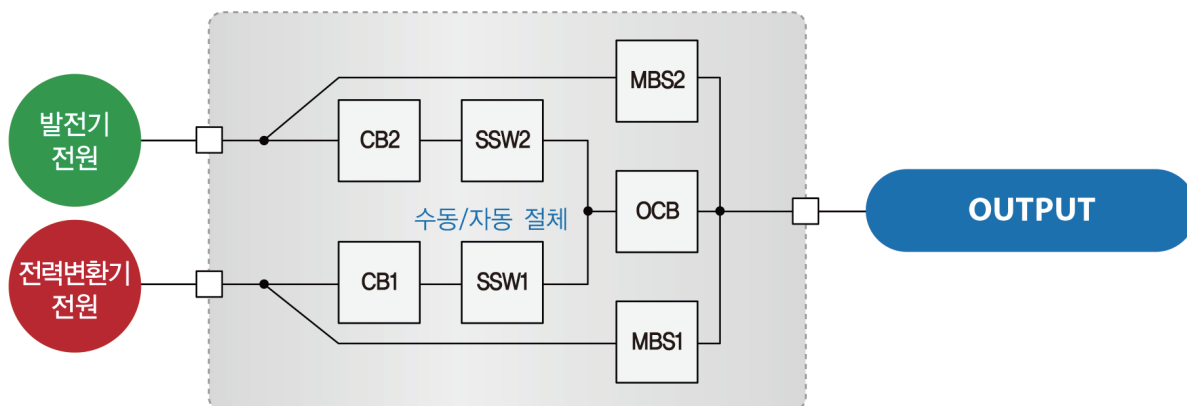 발전기
전원
전력변환기
전원
MBS2
CB2
SSW2
수동/자동 절체
OCB
CB1
SSW1
MBS1
OUTPUT